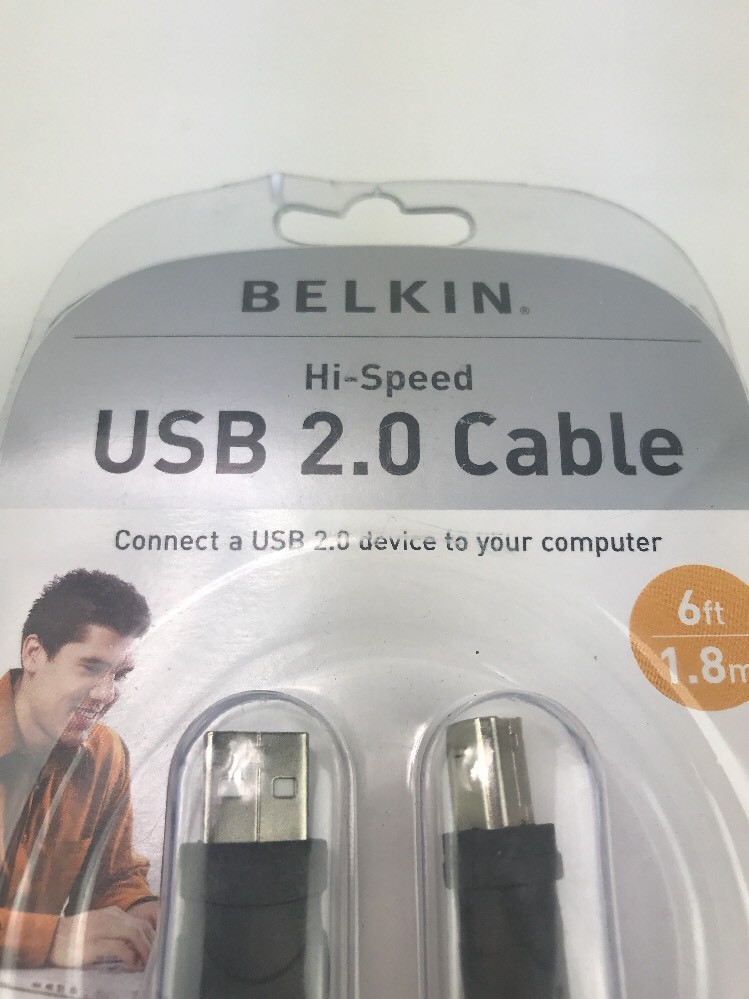 BELKIN®
Hi-Speed
USB 2.0 Cable
Connect a USB 2.0 device to your computer
6ft
1.8m